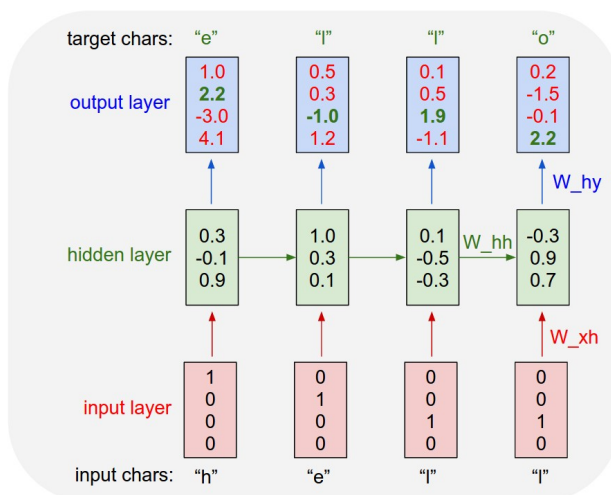 target chars: “e” “l” “l” “o”
output layer
1.0 0.5 0.1 0.2
2.2 0.3 0.5 -1.5
-3.0 -1.0 1.9 -0.1
4.1 1.2 -1.1 2.2
W_hy
hidden layer
0.3 1.0 0.1 -0.3
-0.1 0.3 -0.5 0.9
0.9 0.1 -0.3 0.7
W_hh
W_xh
input layer
1 0 0 0
0 1 0 0
0 0 1 1
0 0 0 0
input chars: “h” “e” “l” “l”